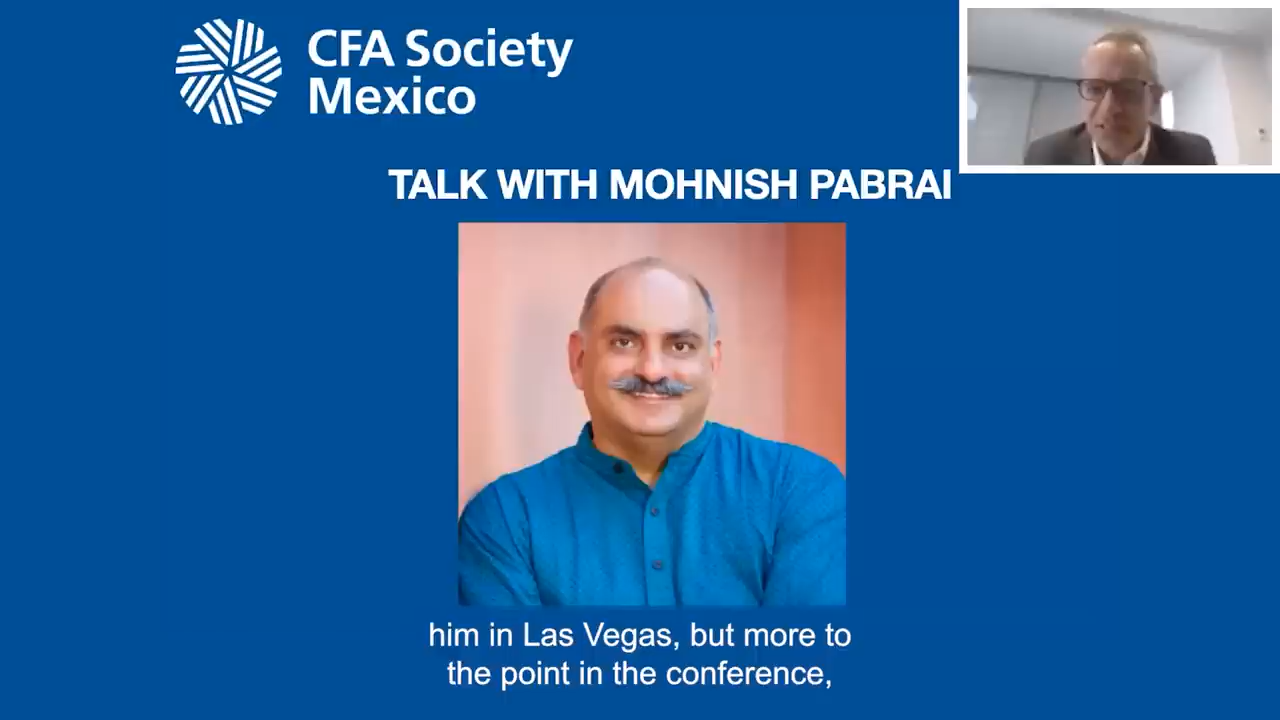 CFA Society
Mexico
TALK WITH MOHNISH PABRAI
him in Las Vegas, but more to
the point in the conference,